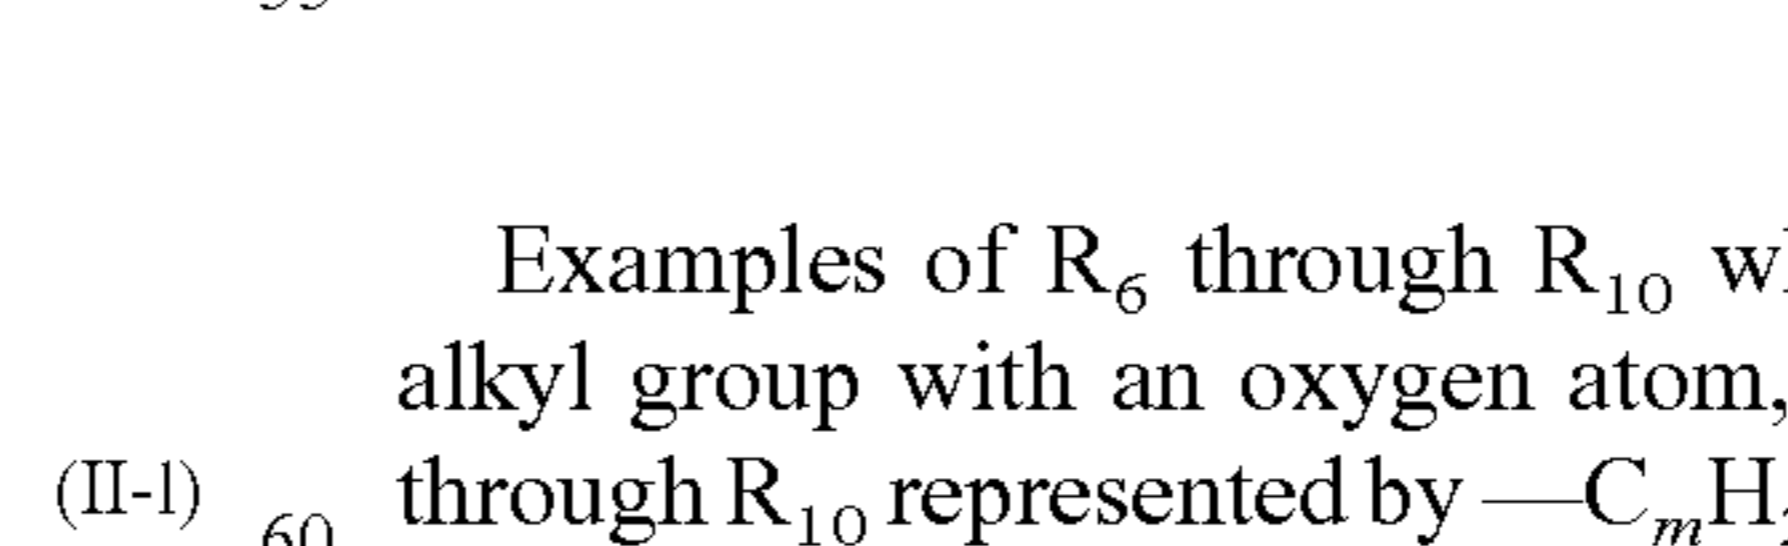 Examples of R₆ through R₁₀
alkyl group with an oxygen atom,
(II-1) through R₁₀ represented by —CₘH
60